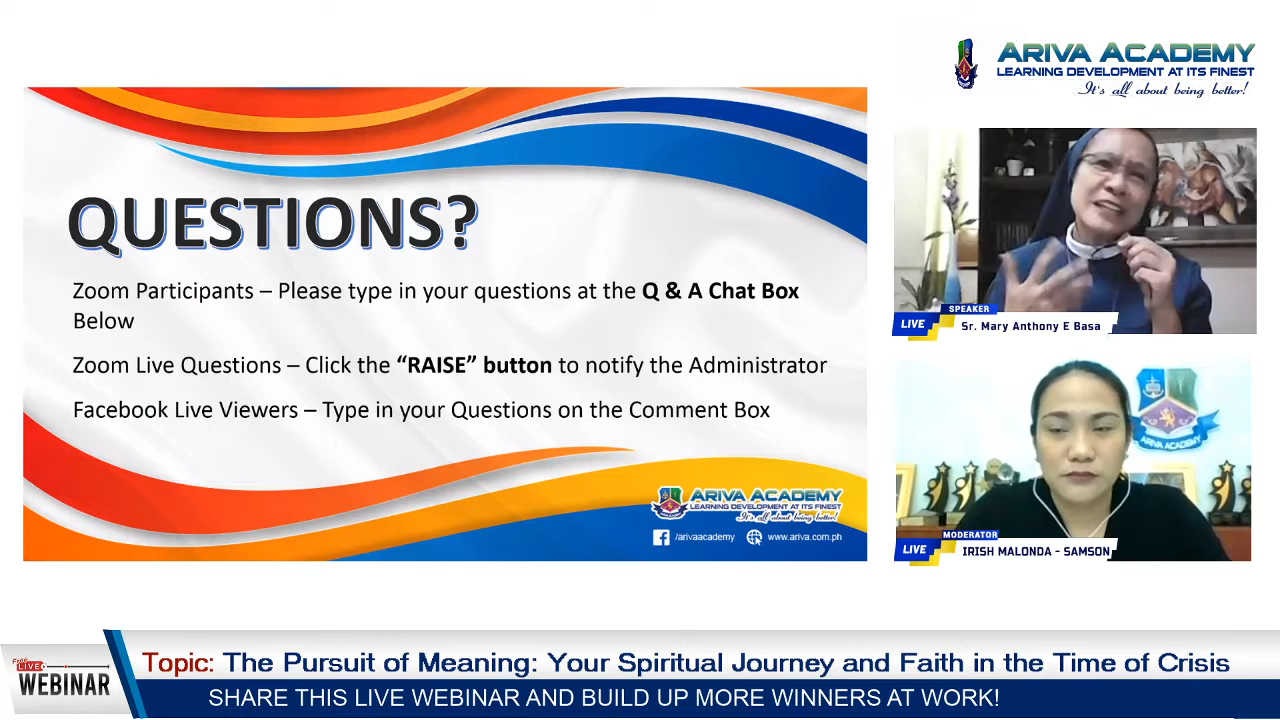 ARIVA ACADEMY
LEARNING DEVELOPMENT AT ITS FINEST
It's all about being better!
QUESTIONS?
Zoom Participants – Please type in your questions at the Q & A Chat Box
Below
Zoom Live Questions – Click the “RAISE” button to notify the Administrator
Facebook Live Viewers – Type in your Questions on the Comment Box
ARIVA ACADEMY
LEARNING DEVELOPMENT AT ITS FINEST
It's all about being better!
/arivaacademy
www.ariva.com.ph
SPEAKER
LIVE
Sr. Mary Anthony E Basa
ARIVA ACADEMY
MODERATOR
LIVE
IRISH MALONDA - SAMSON
FREE
LIVE
WEBINAR
Topic: The Pursuit of Meaning: Your Spiritual Journey and Faith in the Time of Crisis
SHARE THIS LIVE WEBINAR AND BUILD UP MORE WINNERS AT WORK!